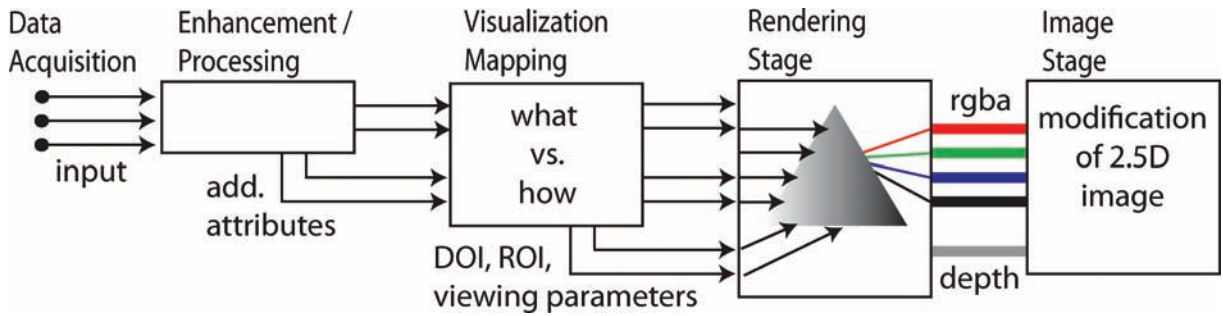 Data
Acquisition
input
Enhancement /
Processing
add.
attributes
Visualization
Mapping
what
vs.
how
DOI, ROI,
viewing parameters
Rendering
Stage
rgba
depth
Image
Stage
modification
of 2.5D
image